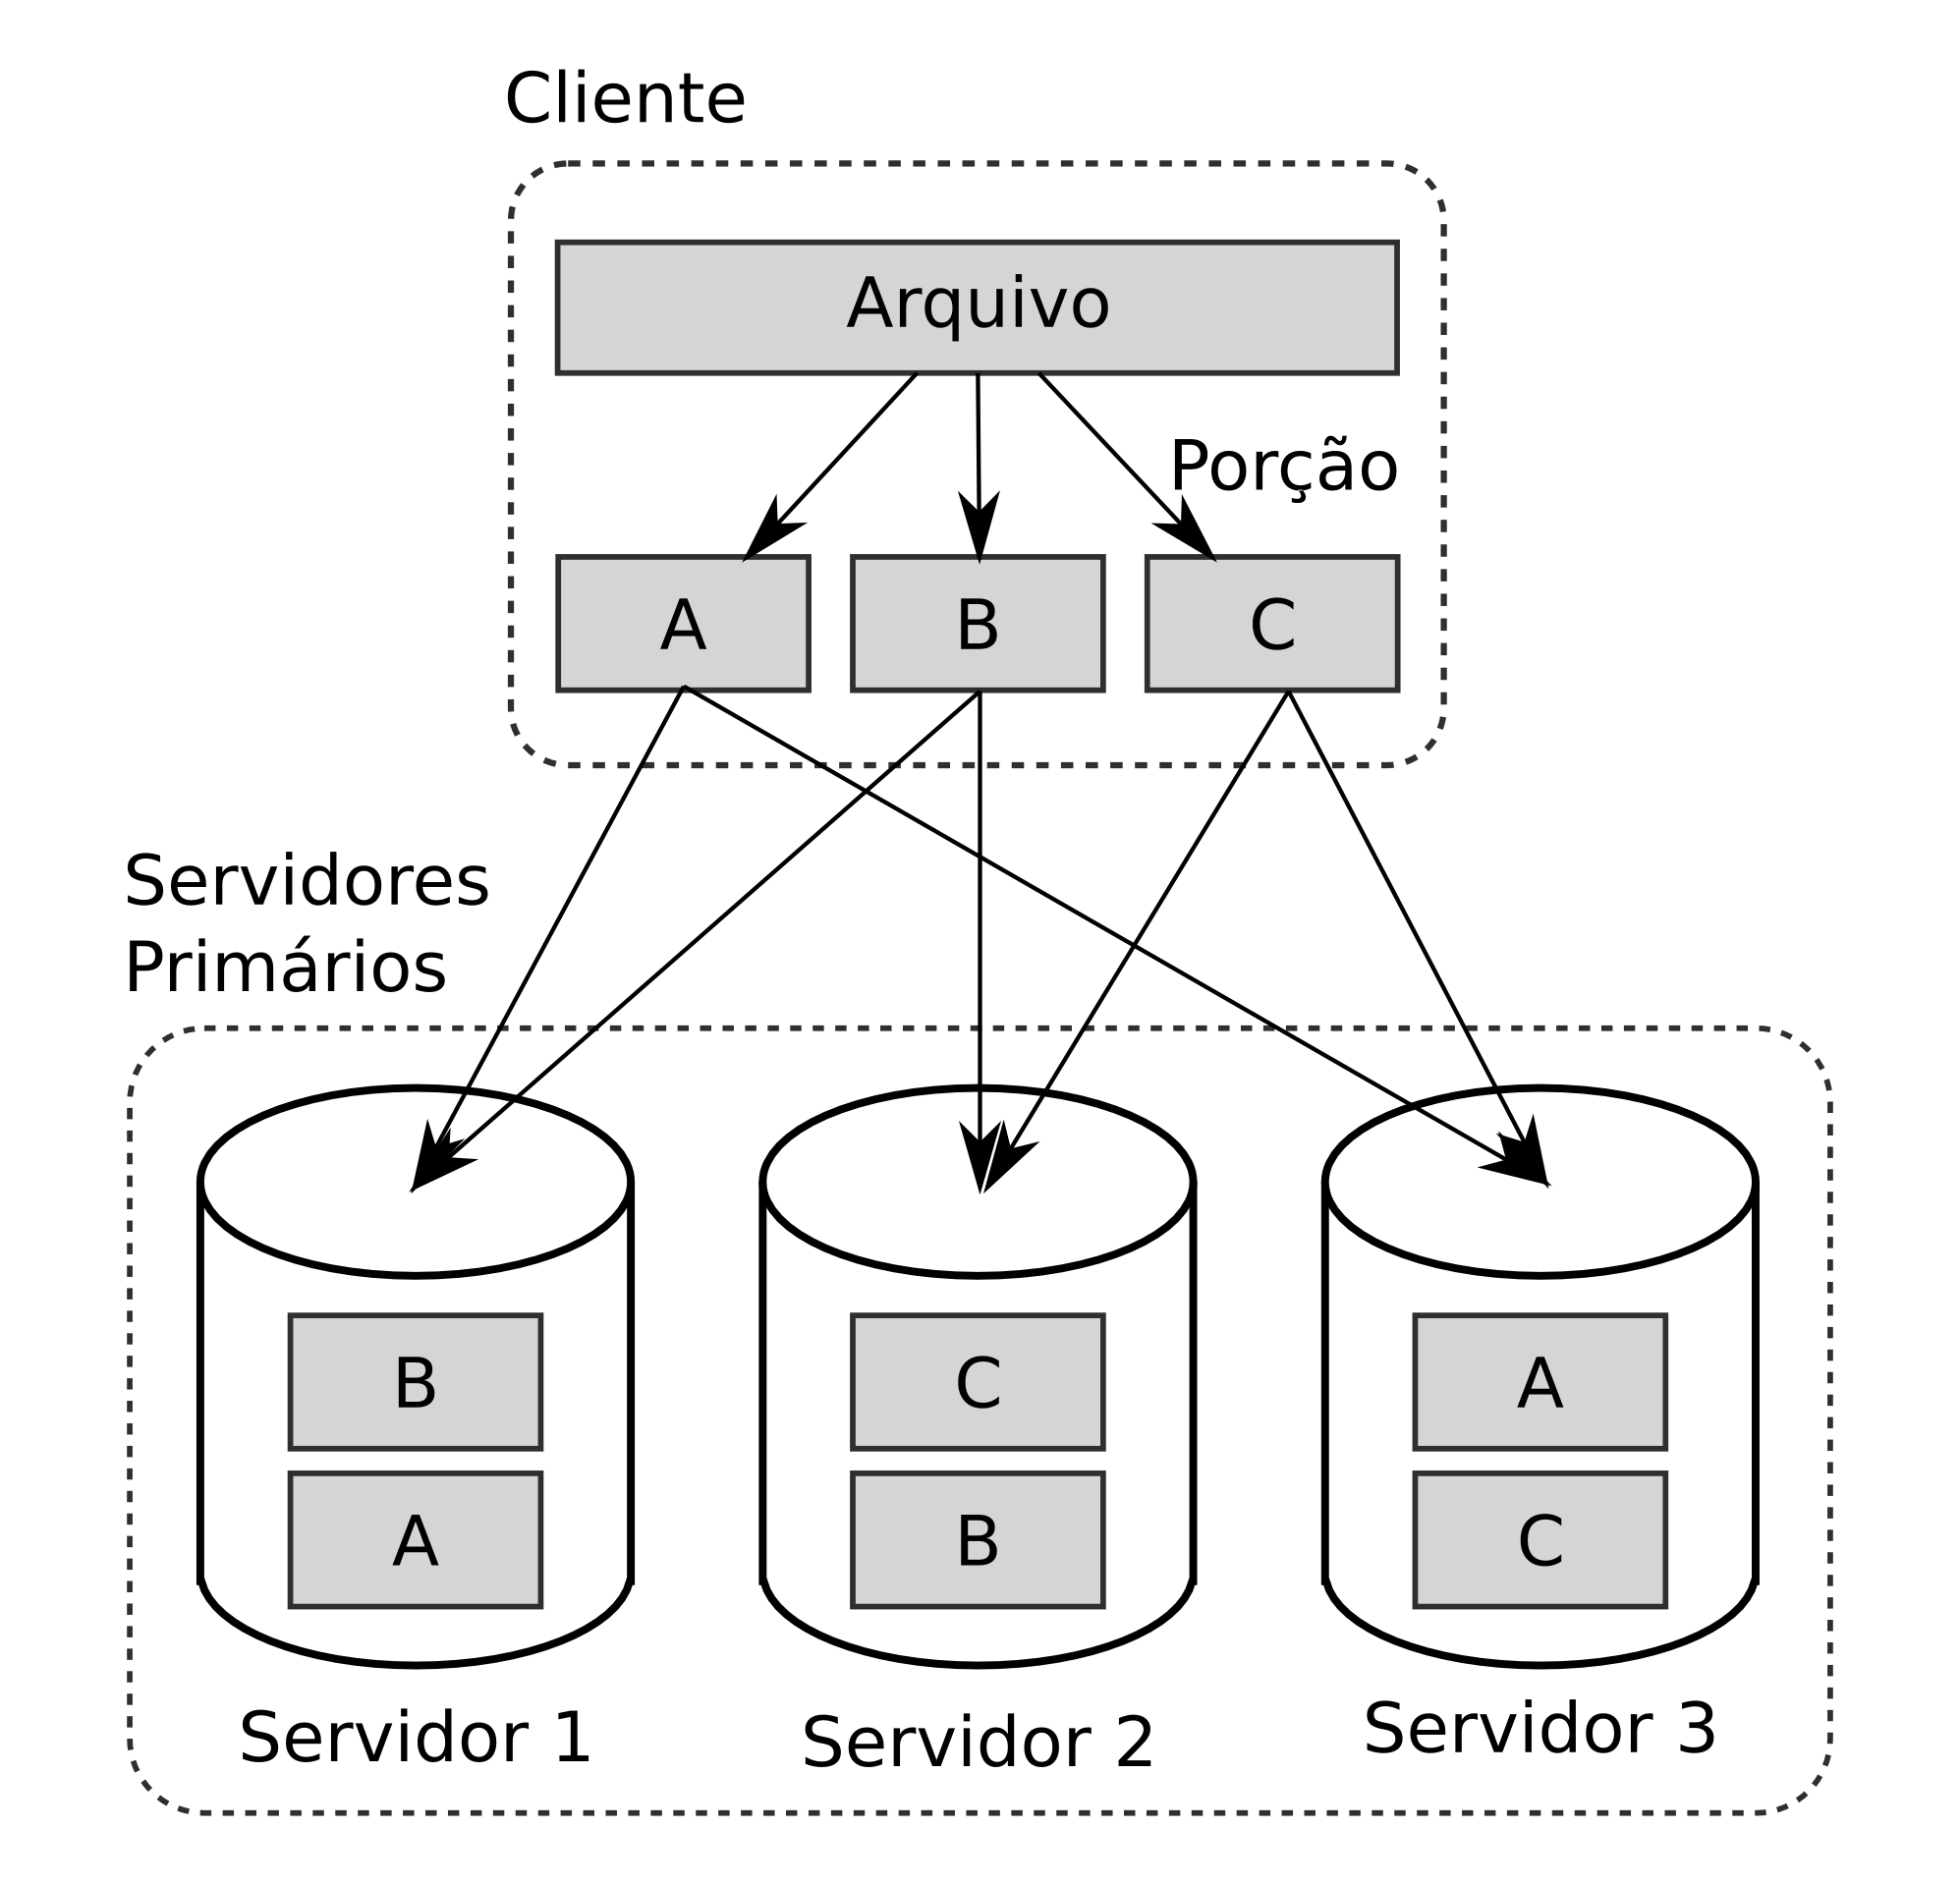 Cliente
Arquivo
Porção
A
B
C
Servidores
Primários
B
C
A
A
B
C
Servidor 1
Servidor 2
Servidor 3